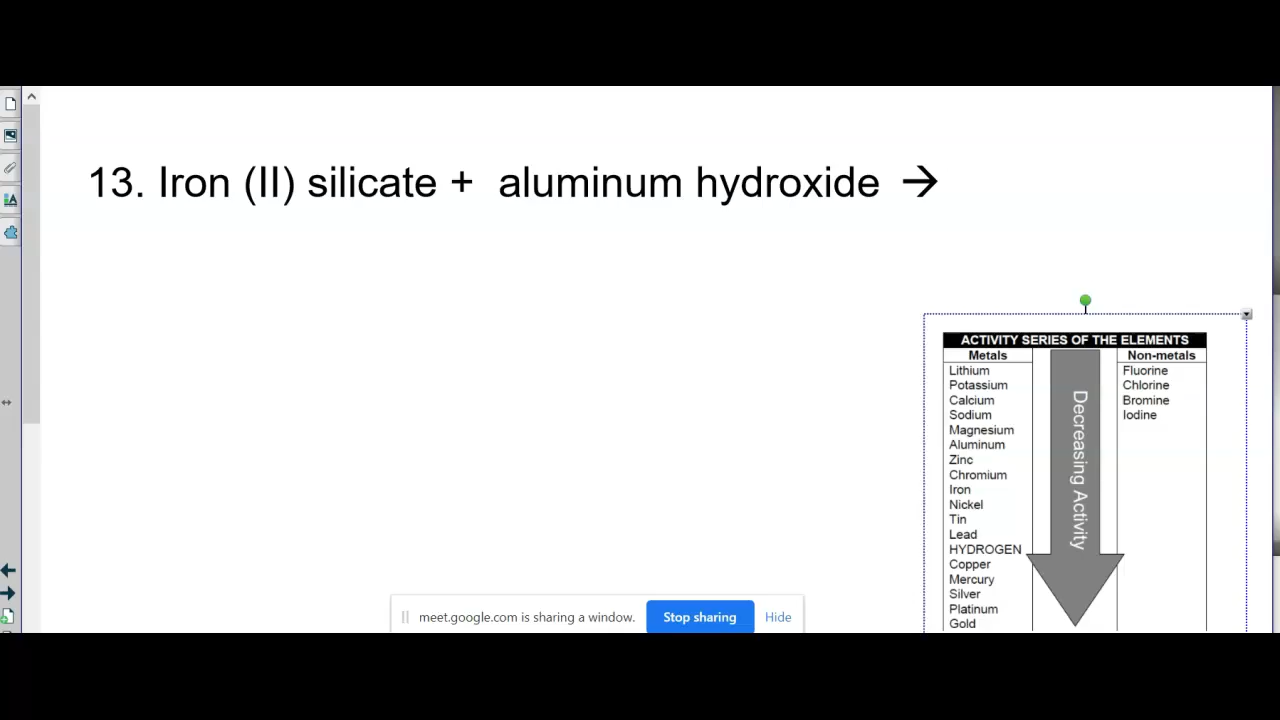 13. Iron (II) silicate + aluminum hydroxide →
ACTIVITY SERIES OF THE ELEMENTS
Metals
Non-metals
Lithium
Potassium
Calcium
Sodium
Magnesium
Aluminum
Zinc
Chromium
Iron
Nickel
Tin
Lead
HYDROGEN
Copper
Mercury
Silver
Platinum
Gold
Decreasing Activity
Fluorine
Chlorine
Bromine
Iodine
meet.google.com is sharing a window. Stop sharing Hide